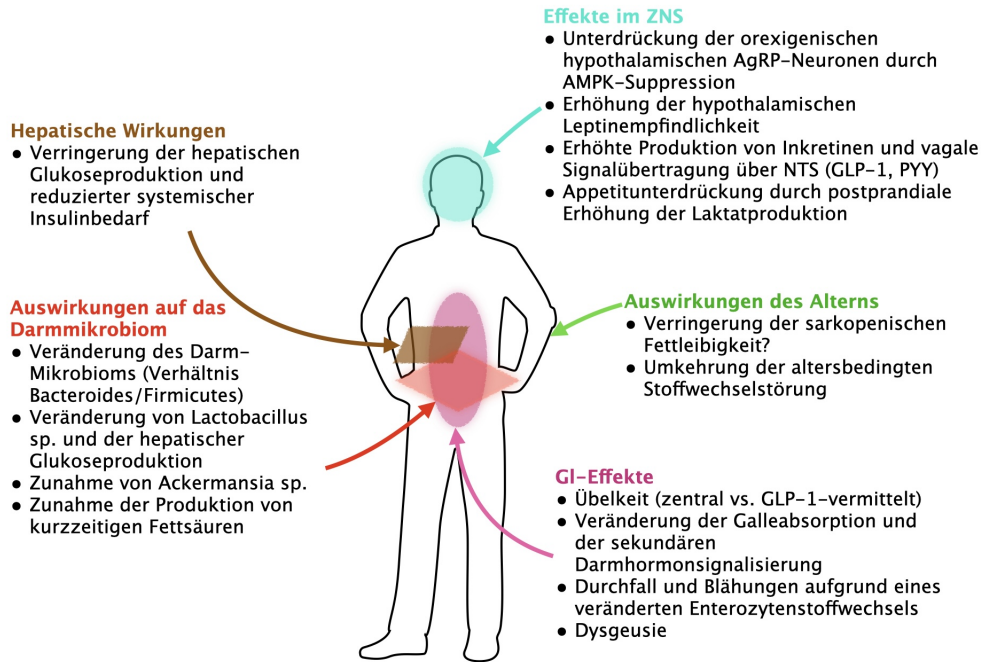 Effekte im ZNS
• Unterdrückung der orexigenischen
hypothalamischen AgRP-Neuronen durch
AMPK-Suppression
• Erhöhung der hypothalamischen
Leptinempfindlichkeit
• Erhöhte Produktion von Inkretinen und vagale
Signalübertragung über NTS (GLP-1, PYY)
• Appetitunterdrückung durch postprandiale
Erhöhung der Laktatproduktion
Hepatische Wirkungen
• Verringerung der hepatischen
Glukoseproduktion und
reduzierter systemischer
Insulinbedarf
Auswirkungen auf das
Darmmikrobiom
• Veränderung des Darm-
Mikrobioms (Verhältnis
Bacteroides/Firmicutes)
• Veränderung von Lactobacillus
sp. und der hepatischer
Glukoseproduktion
• Zunahme von Ackermansia sp.
• Zunahme der Produktion von
kurzzeitigen Fettsäuren
Auswirkungen des Alterns
• Verringerung der sarkopenischen
Fettleibigkeit?
• Umkehrung der altersbedingten
Stoffwechselstörung
GI-Effekte
• Übelkeit (zentral vs. GLP-1-vermittelt)
• Veränderung der Galleabsorption und
der sekundären
Darmhormonsignalisierung
• Durchfall und Blähungen aufgrund eines
veränderten Enterozytenstoffwechsels
• Dysgeusie